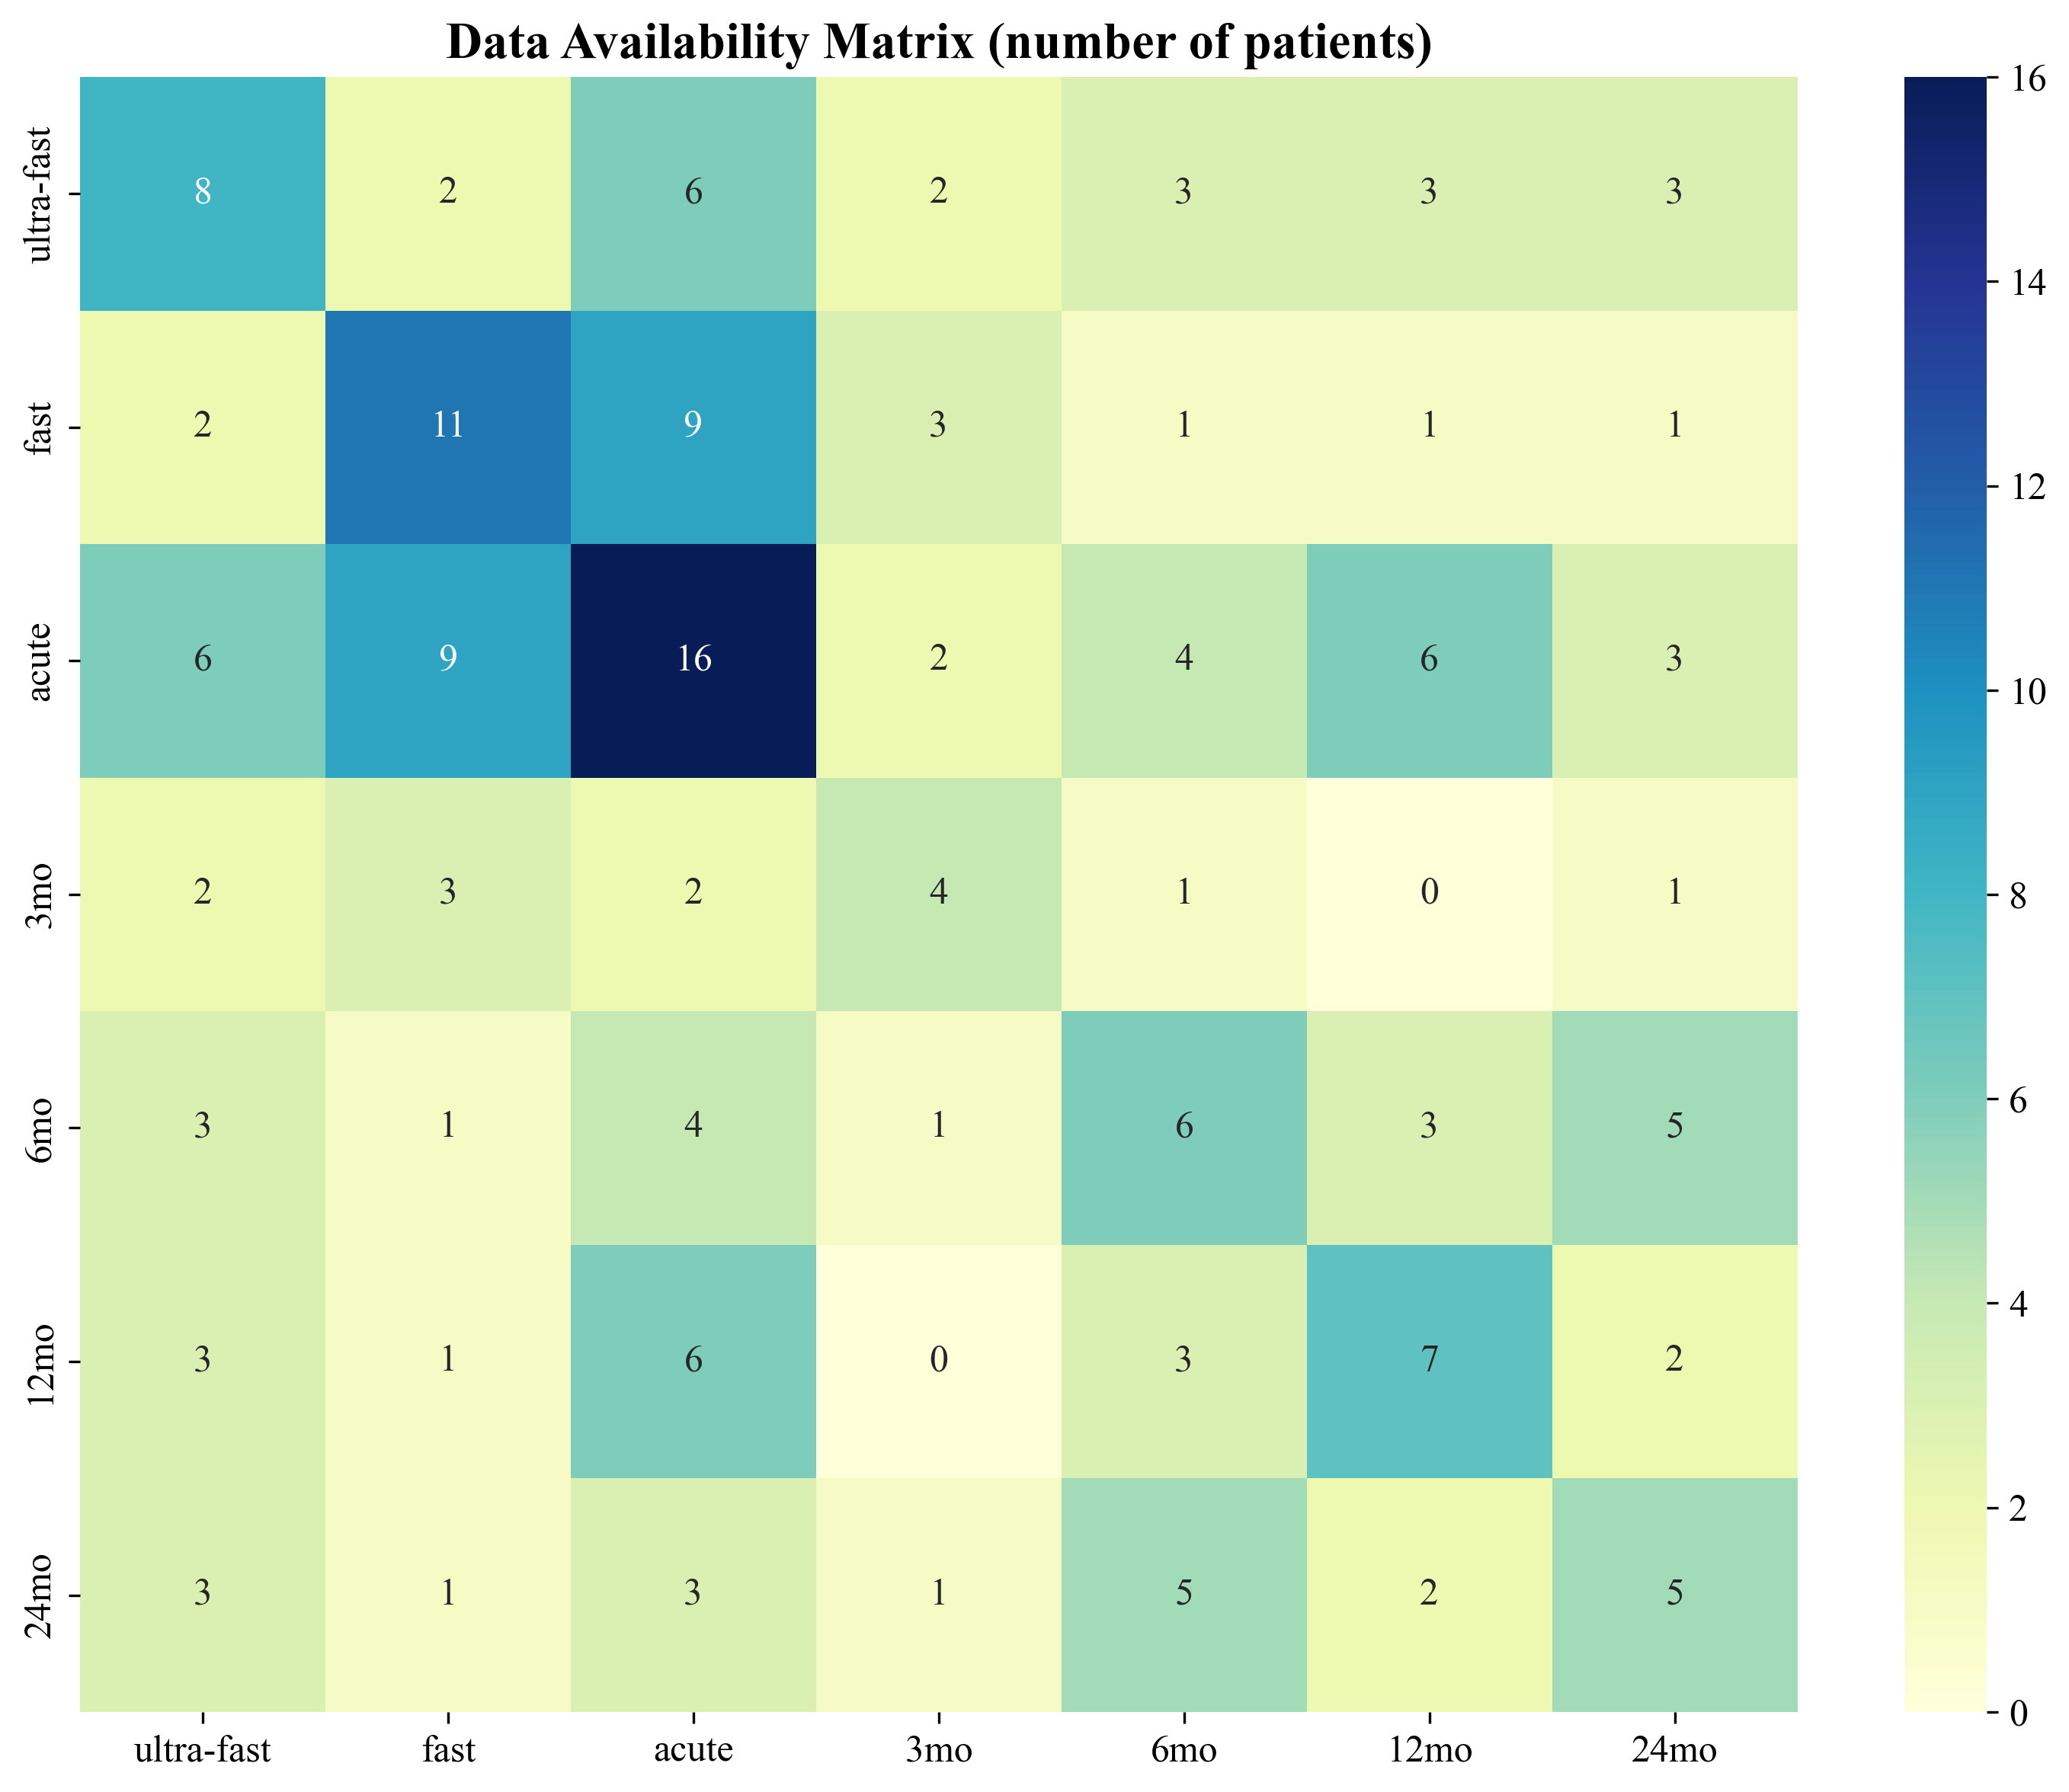 Data Availability Matrix (number of patients)
ultra-fast 8 2 6 2 3 3 3
fast 2 11 9 3 1 1 1
acute 6 9 16 2 4 6 3
3mo 2 3 2 4 1 0 1
6mo 3 1 4 1 6 3 5
12mo 3 1 6 0 3 7 2
24mo 3 1 3 1 5 2 5
ultra-fast fast acute 3mo 6mo 12mo 24mo
16
14
12
10
8
6
4
2
0